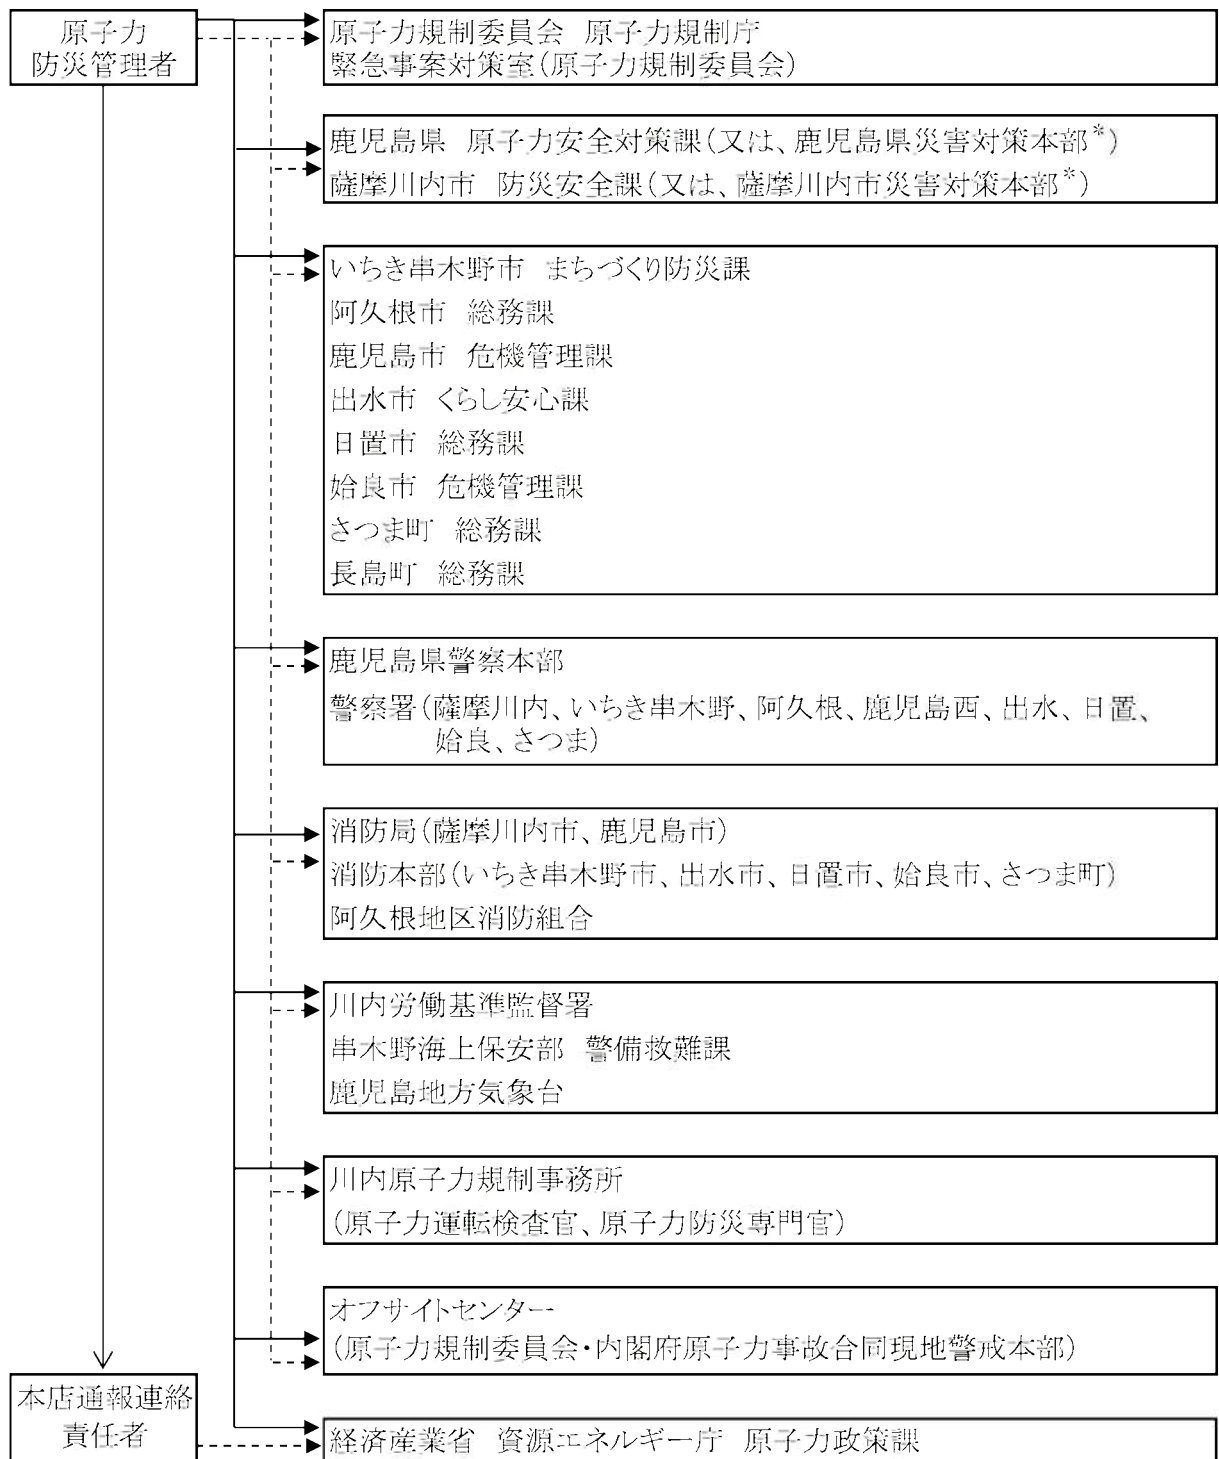 原子力
防災管理者
原子力規制委員会 原子力規制庁
緊急事案対策室(原子力規制委員会)
鹿児島県 原子力安全対策課(又は、鹿児島県災害対策本部*)
薩摩川内市 防災安全課(又は、薩摩川内市災害対策本部*)
いちき串木野市 まちづくり防災課
阿久根市 総務課
鹿児島市 危機管理課
出水市 くらし安心課
日置市 総務課
姶良市 危機管理課
さつま町 総務課
長島町 総務課
鹿児島県警察本部
警察署(薩摩川内、いちき串木野、阿久根、鹿児島西、出水、日置、
姶良、さつま)
消防局(薩摩川内市、鹿児島市)
消防本部(いちき串木野市、出水市、日置市、姶良市、さつま町)
阿久根地区消防組合
川内労働基準監督署
串木野海上保安部 警備救難課
鹿児島地方気象台
川内原子力規制事務所
(原子力運転検査官、原子力防災専門官)
オフサイトセンター
(原子力規制委員会・内閣府原子力事故合同現地警戒本部)
本店通報連絡
責任者
経済産業省 資源エネルギー庁 原子力政策課